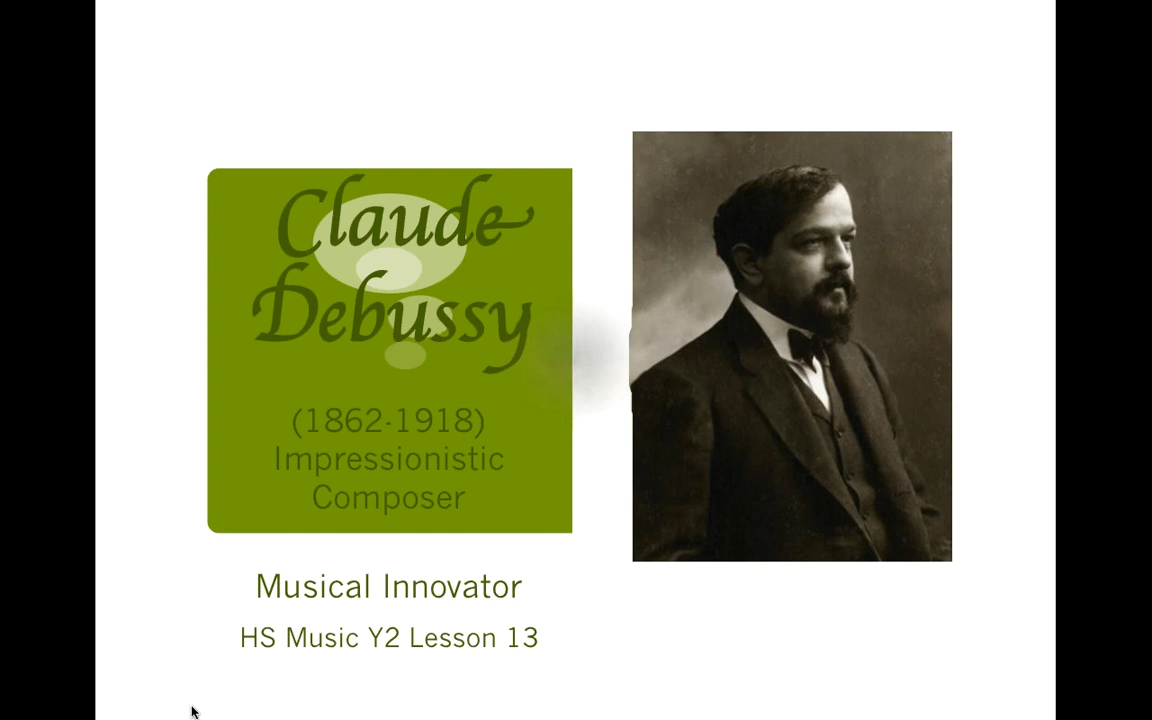 Claude
Debussy
(1862-1918)
Impressionistic
Composer
Musical Innovator
HS Music Y2 Lesson 13